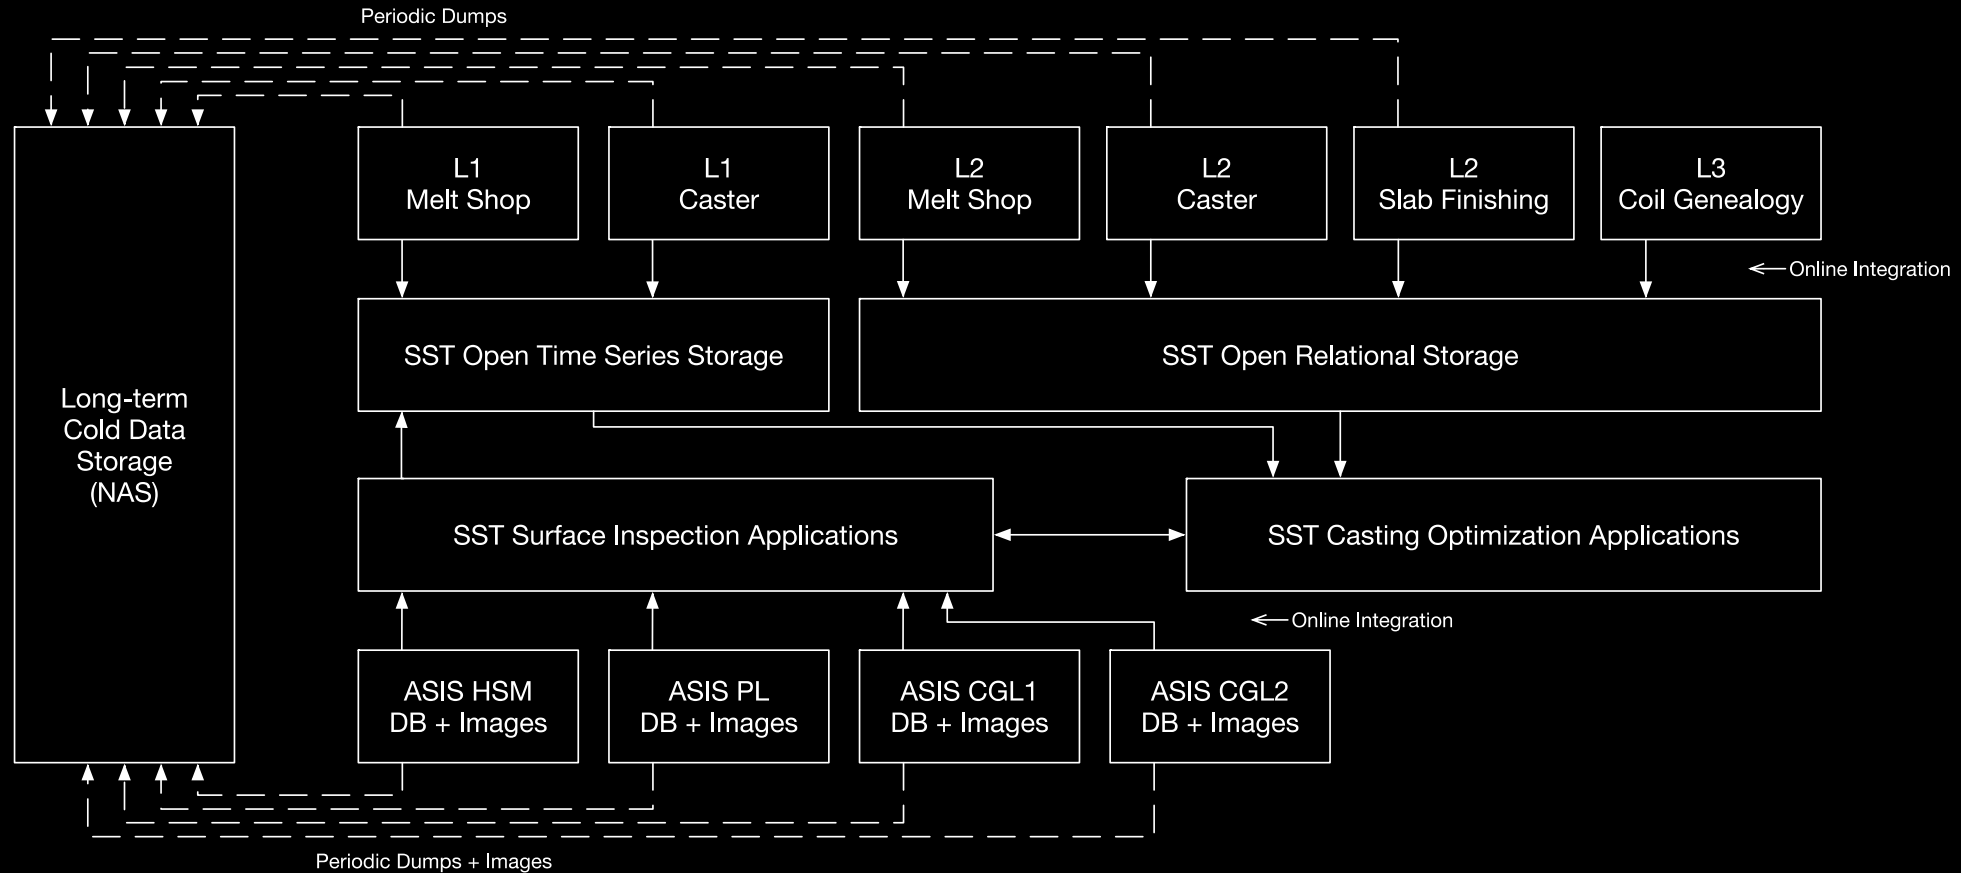 Periodic Dumps
L1
Melt Shop
L1
Caster
L2
Melt Shop
L2
Caster
L2
Slab Finishing
L3
Coil Genealogy
Online Integration
SST Open Time Series Storage
SST Open Relational Storage
Long-term
Cold Data
Storage
(NAS)
SST Surface Inspection Applications
SST Casting Optimization Applications
Online Integration
ASIS HSM
DB + Images
ASIS PL
DB + Images
ASIS CGL1
DB + Images
ASIS CGL2
DB + Images
Periodic Dumps + Images